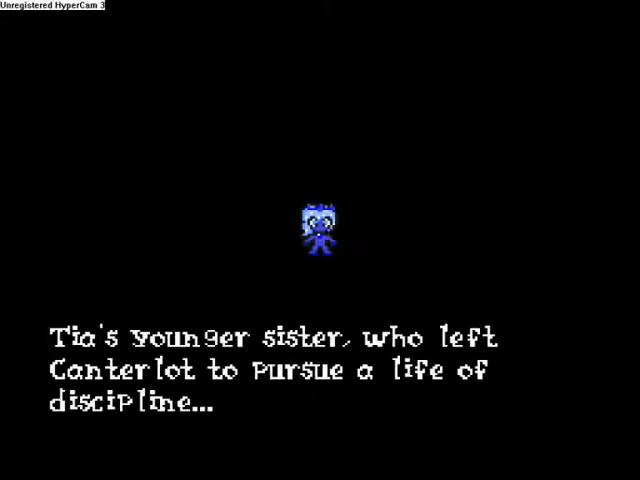 Unregistered HyperCam 3
Tia's younger sister, who left
Canterlot to pursue a life of
discipline...